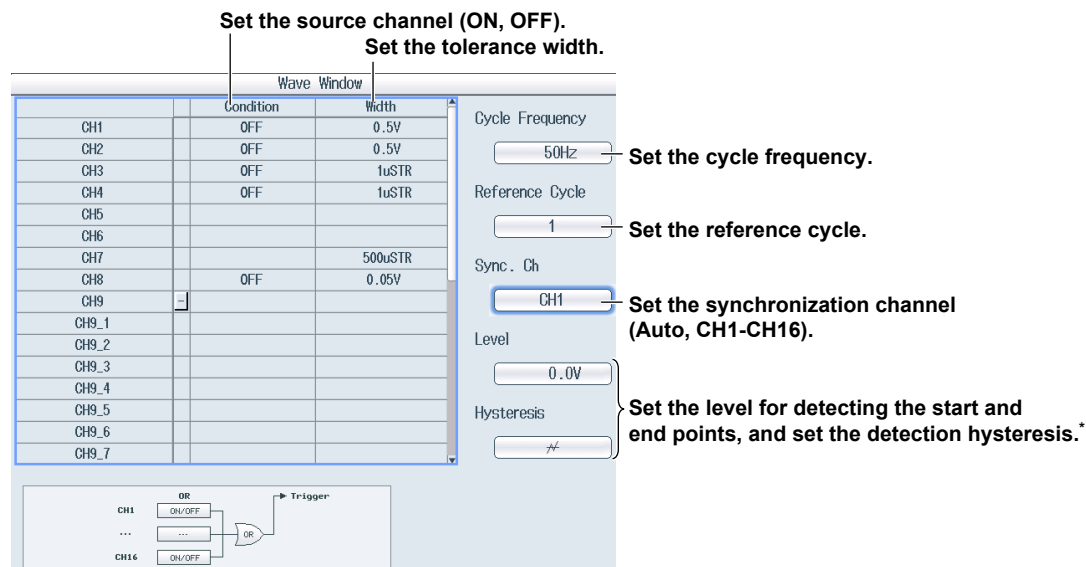 Set the source channel (ON, OFF).
Set the tolerance width.
Wave Window
Condition Width
CH1 OFF 0.5V
CH2 OFF 0.5V
CH3 OFF 1uSTR
CH4 OFF 1uSTR
CH5
CH6
CH7 500uSTR
CH8 OFF 0.05V
CH9 -
CH9_1
CH9_2
CH9_3
CH9_4
CH9_5
CH9_6
CH9_7
Cycle Frequency
50Hz
Set the cycle frequency.
Reference Cycle
1
Set the reference cycle.
Sync. Ch
CH1
Set the synchronization channel
(Auto, CH1-CH16).
Level
0.0V
Hysteresis
Set the level for detecting the start and
end points, and set the detection hysteresis.*
OR Trigger
CH1 ON/OFF
... ... OR
CH16 ON/OFF